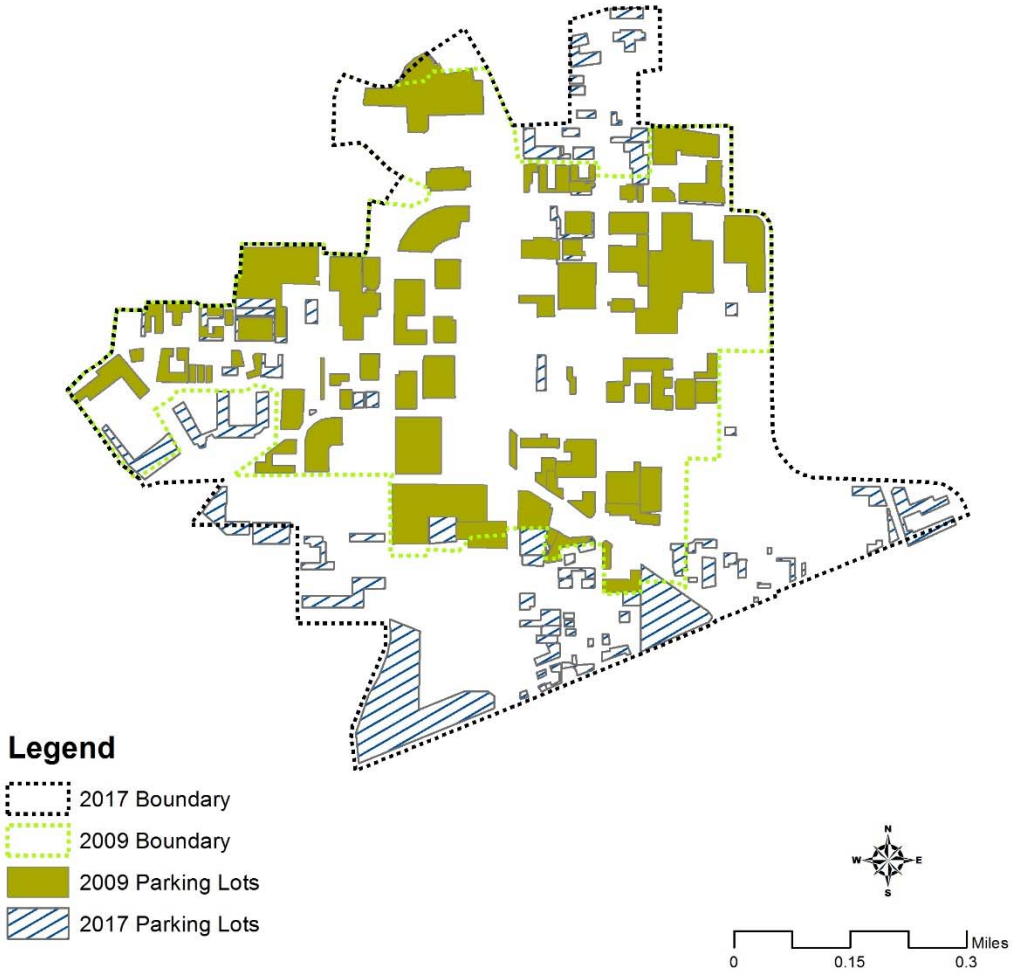 Legend
2017 Boundary
2009 Boundary
2009 Parking Lots
2017 Parking Lots
N
W E
S
Miles
0 0.15 0.3